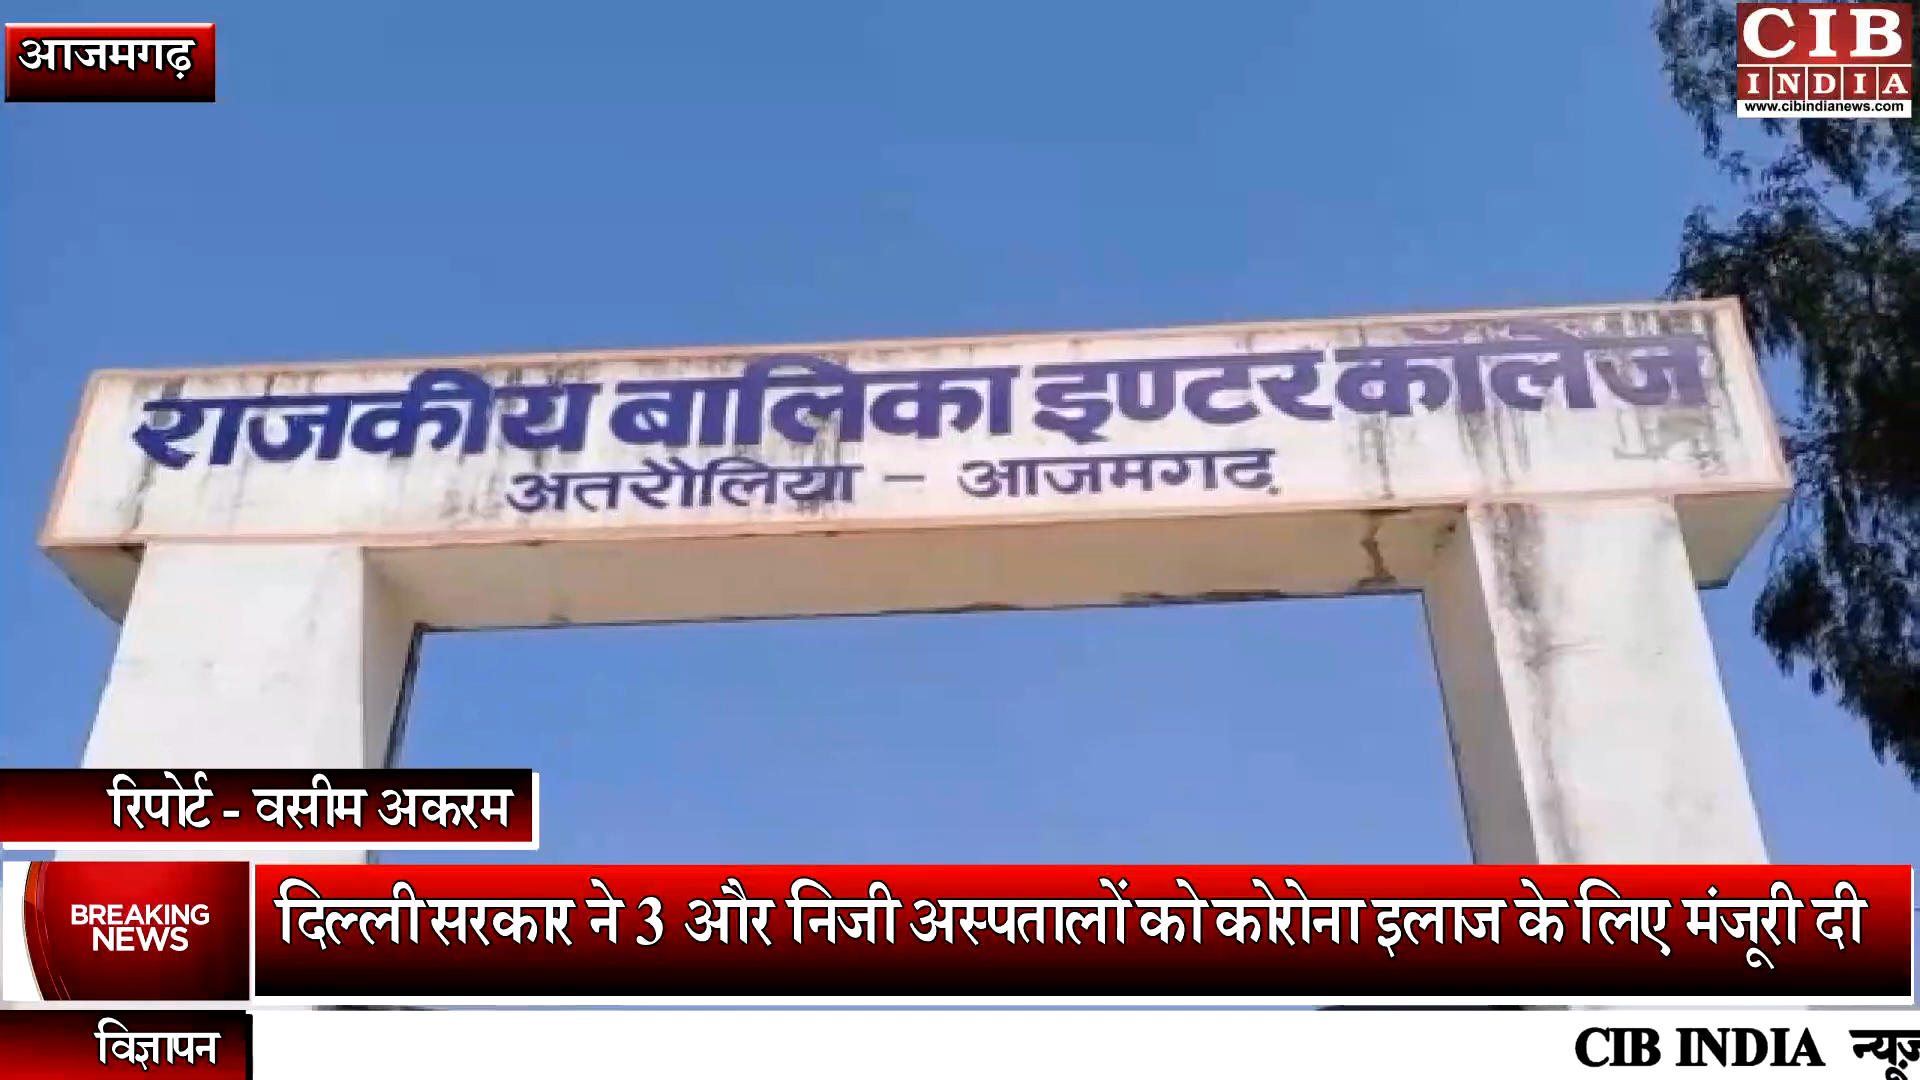 आजमगढ़
CIB
INDIA
www.cibindianews.com
राजकीय बालिका इण्टर कॉलेज
अतरौलिया - आजमगढ़
रिपोर्ट - वसीम अकरम
BREAKING
NEWS
दिल्ली सरकार ने 3 और निजी अस्पतालों को कोरोना इलाज के लिए मंजूरी दी
विज्ञापन
CIB INDIA न्यूज़